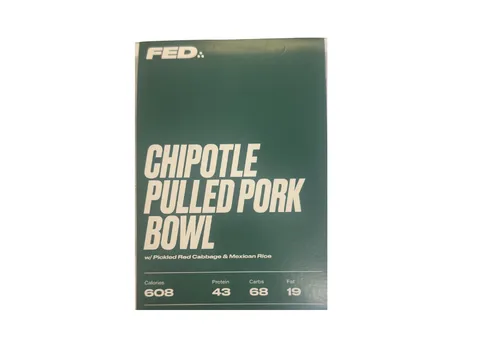 FED.
CHIPOTLE
PULLED PORK
BOWL
w/ Pickled Red Cabbage & Mexican Rice
Calories Protein Carbs Fat
608 43 68 19